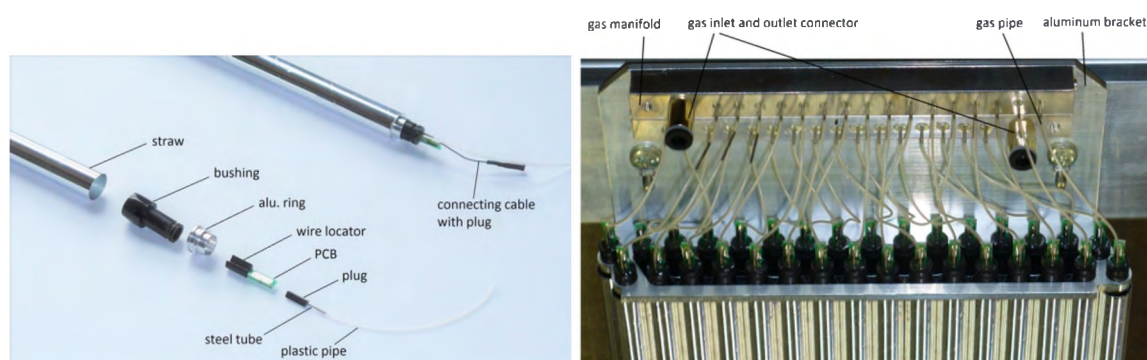 straw
bushing
alu. ring
wire locator
PCB
plug
steel tube
plastic pipe
connecting cable
with plug
gas manifold
gas inlet and outlet connector
gas pipe
aluminum bracket